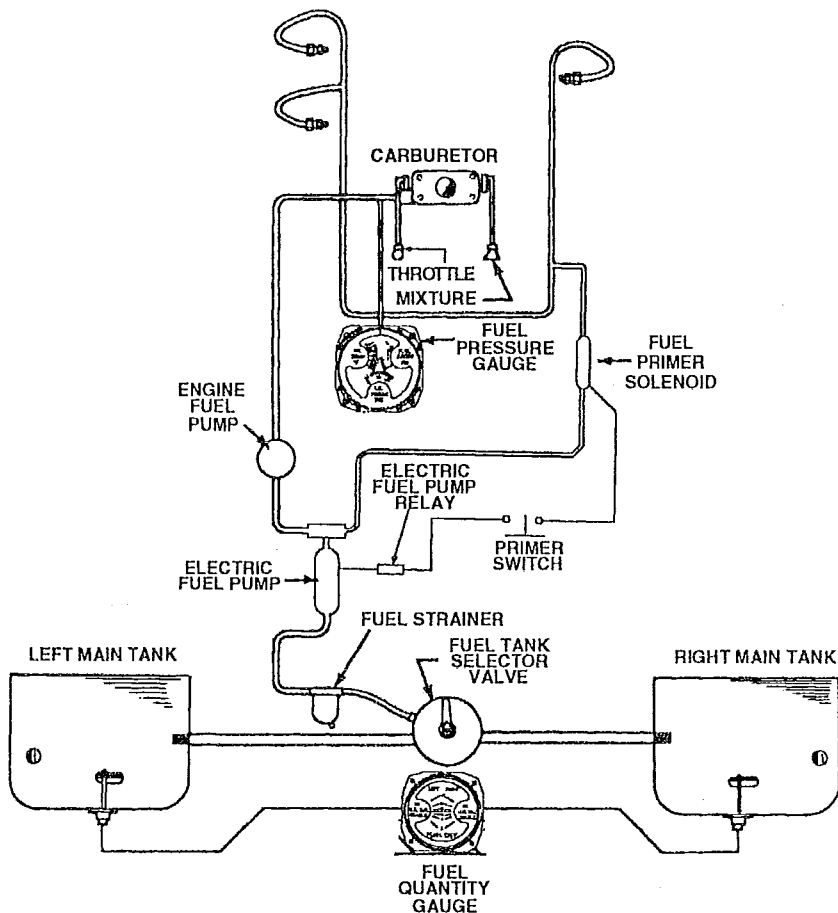 CARBURETOR
THROTTLE
MIXTURE
FUEL
PRESSURE
GAUGE
FUEL
PRIMER
SOLENOID
ENGINE
FUEL
PUMP
ELECTRIC
FUEL PUMP
RELAY
PRIMER
SWITCH
ELECTRIC
FUEL PUMP
FUEL STRAINER
FUEL TANK
SELECTOR
VALVE
LEFT MAIN TANK
RIGHT MAIN TANK
FUEL
QUANTITY
GAUGE